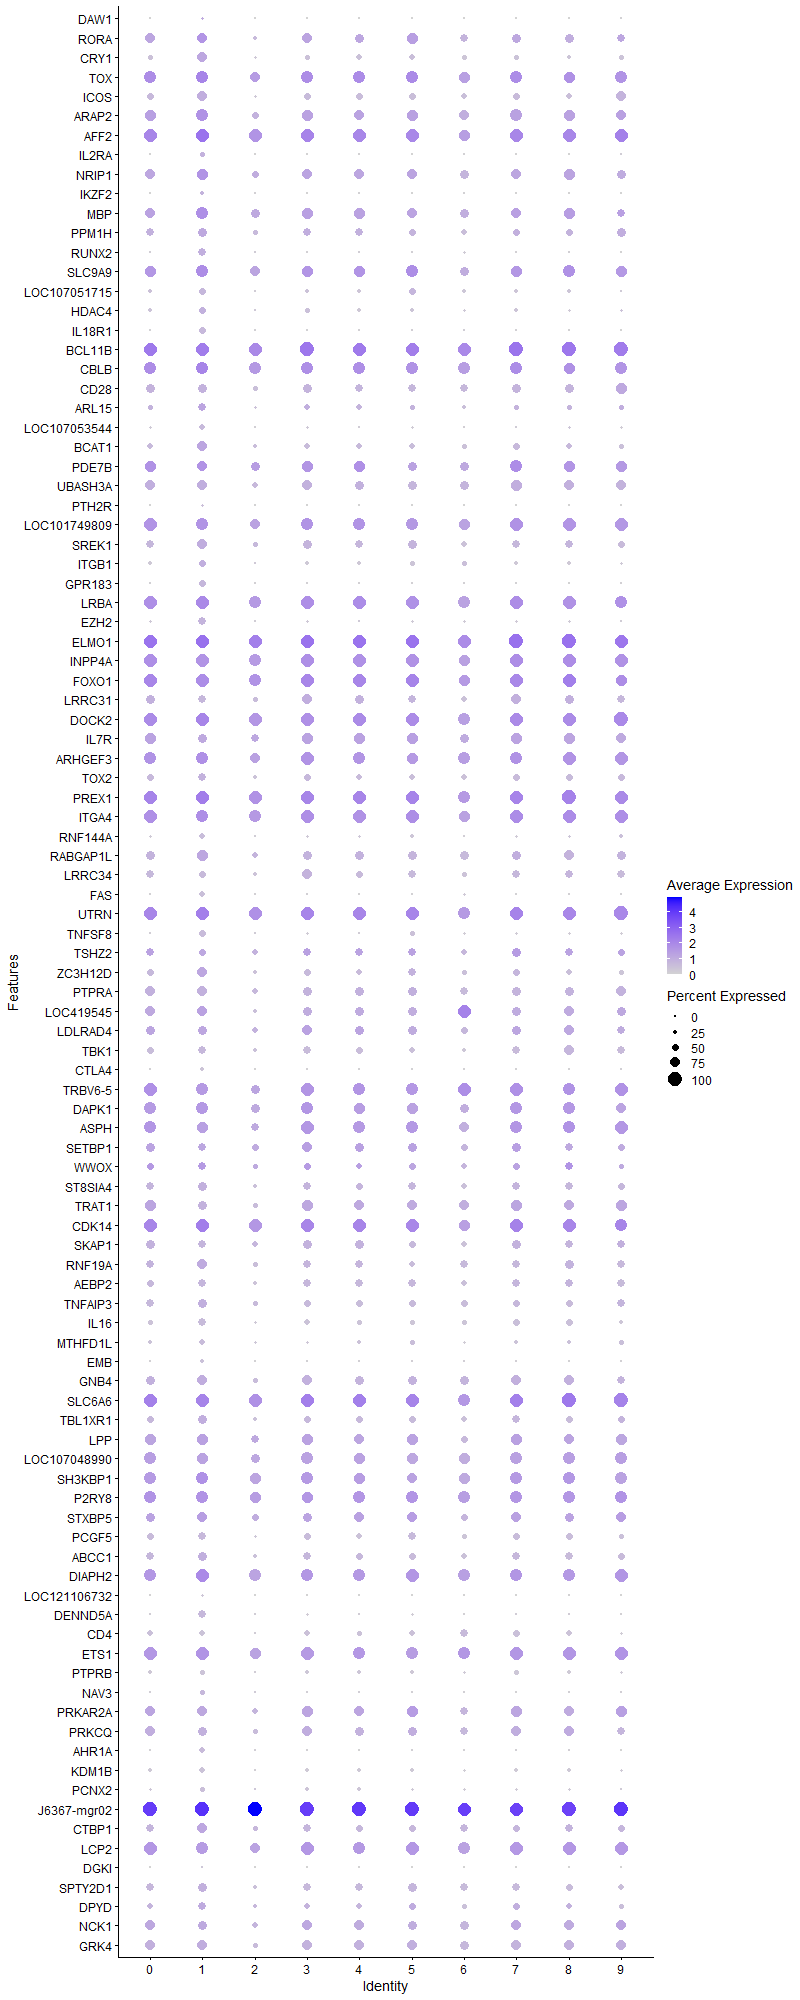 DAW1
RORA
CRY1
TOX
ICOS
ARAP2
AFF2
IL2RA
NRIP1
IKZF2
MBP
PPM1H
RUNX2
SLC9A9
LOC107051715
HDAC4
IL18R1
BCL11B
CBLB
CD28
ARL15
LOC107053544
BCAT1
PDE7B
UBASH3A
PTH2R
LOC101749809
SREK1
ITGB1
GPR183
LRBA
EZH2
ELMO1
INPP4A
FOXO1
LRRC31
DOCK2
IL7R
ARHGEF3
TOX2
PREX1
ITGA4
RNF144A
RABGAP1L
LRRC34
FAS
UTRN
TNFSF8
TSHZ2
ZC3H12D
PTPRA
LOC419545
LDLRAD4
TBK1
CTLA4
TRBV6-5
DAPK1
ASPH
SETBP1
WWOX
ST8SIA4
TRAT1
CDK14
SKAP1
RNF19A
AEBP2
TNFAIP3
IL16
MTHFD1L
EMB
GNB4
SLC6A6
TBL1XR1
LPP
LOC107048990
SH3KBP1
P2RY8
STXBP5
PCGF5
ABCC1
DIAPH2
LOC121106732
DENND5A
CD4
ETS1
PTPRB
NAV3
PRKAR2A
PRKCQ
AHR1A
KDM1B
PCNX2
J6367-mgr02
CTBP1
LCP2
DGKI
SPTY2D1
DPYD
NCK1
GRK4
Features
0 1 2 3 4 5 6 7 8 9
Identity
Average Expression
4
3
2
1
0
Percent Expressed
0
25
50
75
100